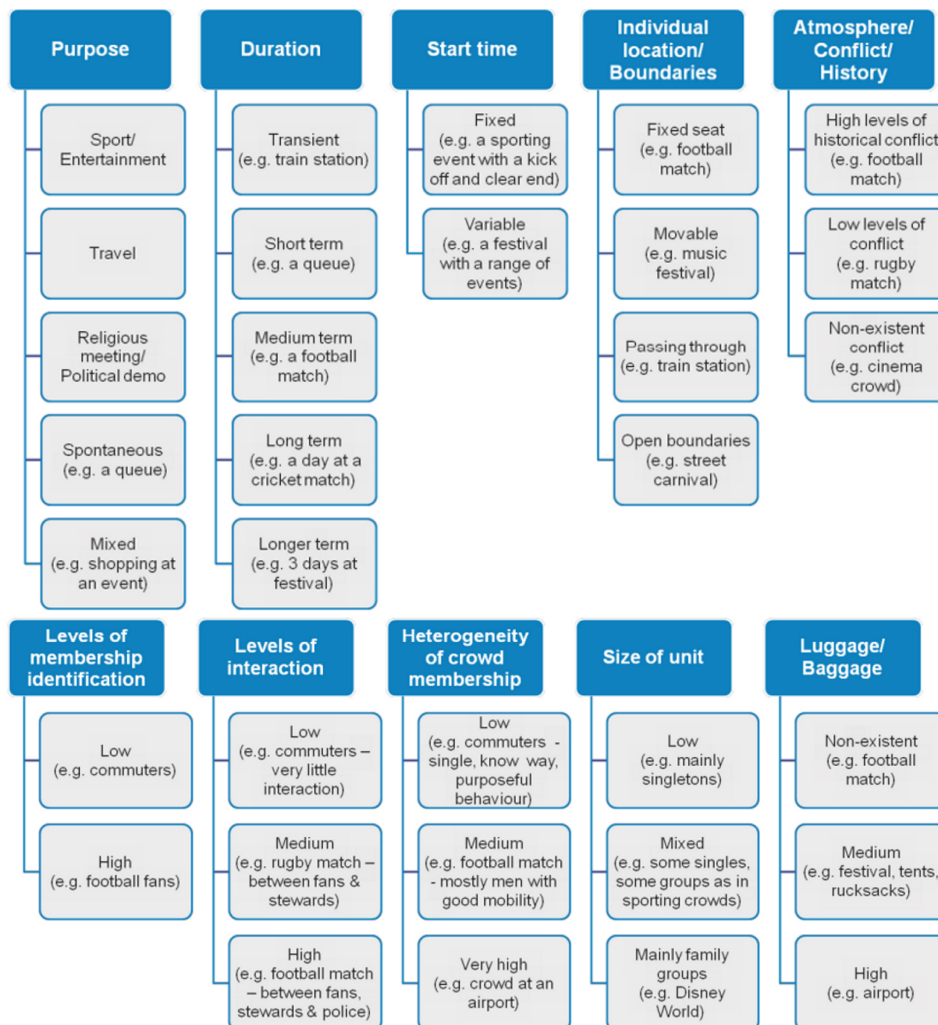 Purpose
Sport/
Entertainment
Travel
Religious
meeting/
Political demo
Spontaneous
(e.g. a queue)
Mixed
(e.g. shopping at
an event)
Duration
Transient
(e.g. train station)
Short term
(e.g. a queue)
Medium term
(e.g. a football
match)
Long term
(e.g. a day at a
cricket match)
Longer term
(e.g. 3 days at
festival)
Start time
Fixed
(e.g. a sporting
event with a kick
off and clear end)
Variable
(e.g. a festival
with a range of
events)
Individual
location/
Boundaries
Fixed seat
(e.g. football
match)
Movable
(e.g. music
festival)
Passing through
(e.g. train station)
Open boundaries
(e.g. street
carnival)
Atmosphere/
Conflict/
History
High levels of
historical conflict
(e.g. football
match)
Low levels of
conflict
(e.g. rugby
match)
Non-existent
conflict
(e.g. cinema
crowd)
Levels of
membership
identification
Low
(e.g. commuters)
High
(e.g. football fans)
Levels of
interaction
Low
(e.g. commuters –
very little
interaction)
Medium
(e.g. rugby match –
between fans &
stewards)
High
(e.g. football match
– between fans,
stewards & police)
Heterogeneity
of crowd
membership
Low
(e.g. commuters -
single, know way,
purposeful
behaviour)
Medium
(e.g. football match
- mostly men with
good mobility)
Very high
(e.g. crowd at an
airport)
Size of unit
Low
(e.g. mainly
singletons)
Mixed
(e.g. some singles,
some groups as in
sporting crowds)
Mainly family
groups
(e.g. Disney
World)
Luggage/
Baggage
Non-existent
(e.g. football
match)
Medium
(e.g. festival, tents,
rucksacks)
High
(e.g. airport)